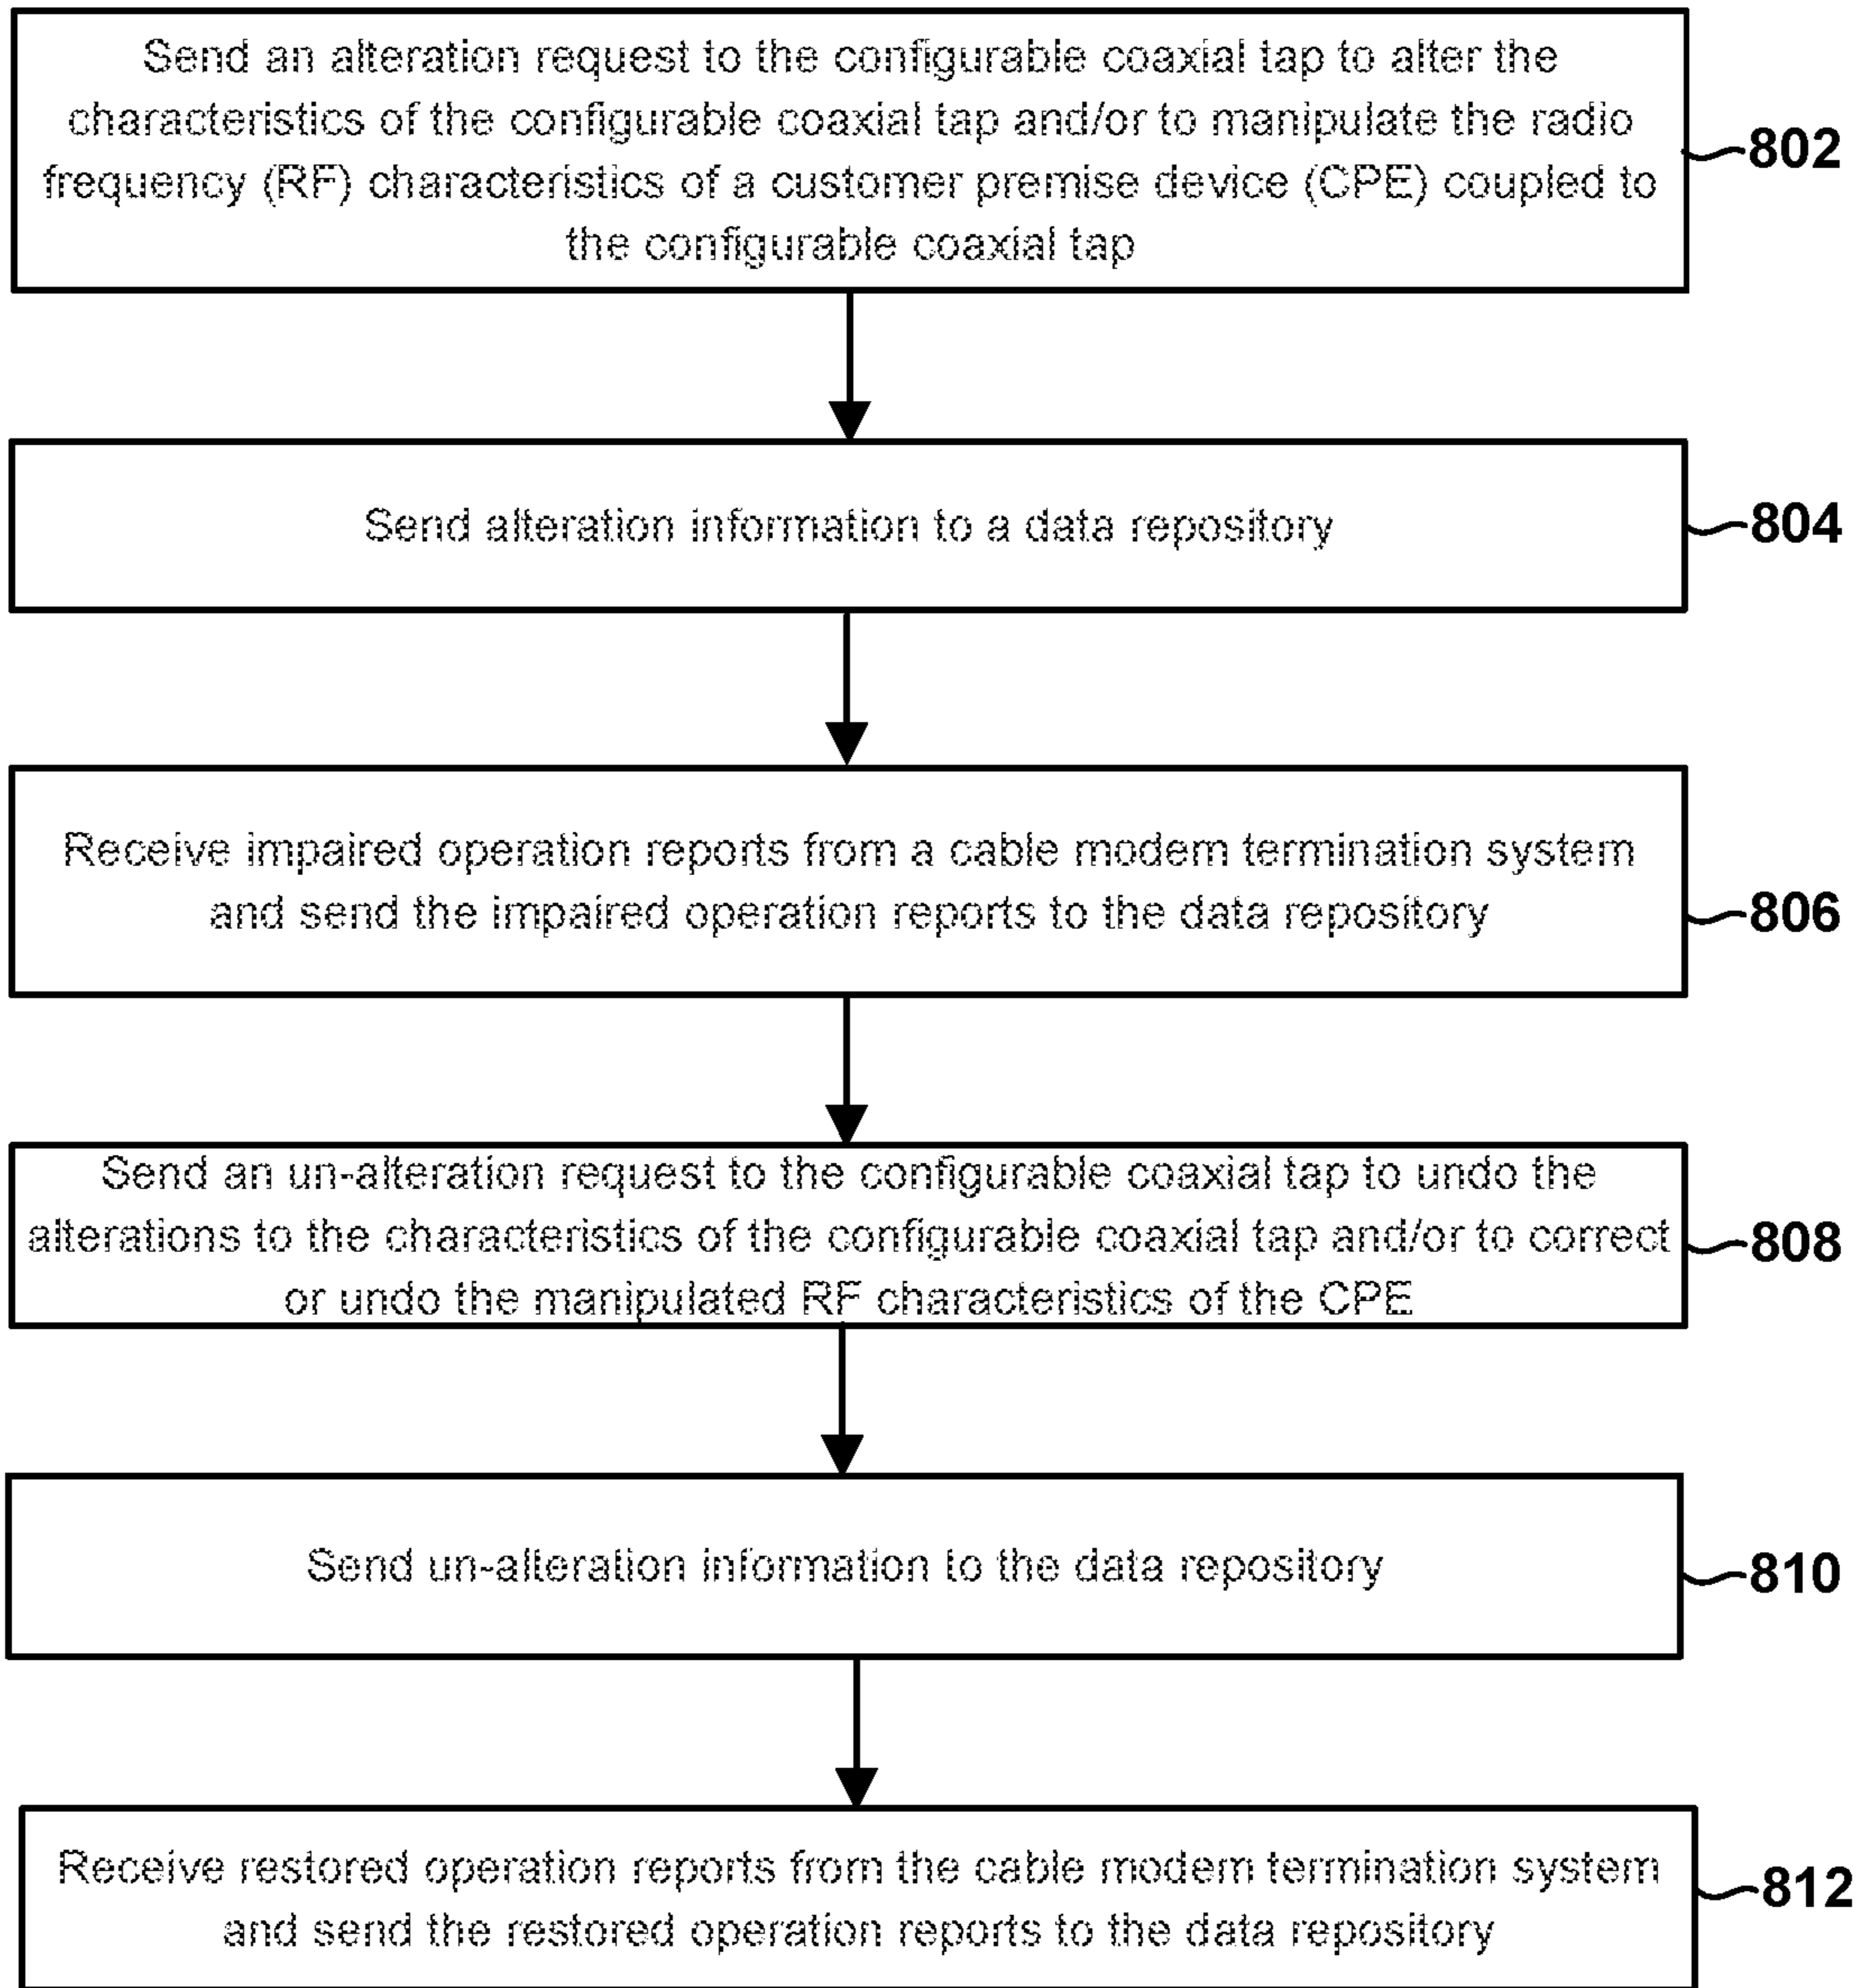 Send an alteration request to the configurable coaxial tap to alter the
characteristics of the configurable coaxial tap and/or to manipulate the radio
frequency (RF) characteristics of a customer premise device (CPE) coupled to
the configurable coaxial tap
802
Send alteration information to a data repository
804
Receive impaired operation reports from a cable modem termination system
and send the impaired operation reports to the data repository
806
Send an un-alteration request to the configurable coaxial tap to undo the
alterations to the characteristics of the configurable coaxial tap and/or to correct
or undo the manipulated RF characteristics of the CPE
808
Send un-alteration information to the data repository
810
Receive restored operation reports from the cable modem termination system
and send the restored operation reports to the data repository
812